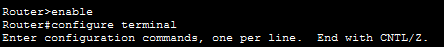 Router>enable
Router#configure terminal
Enter configuration commands, one per line.  End with CNTL/Z.